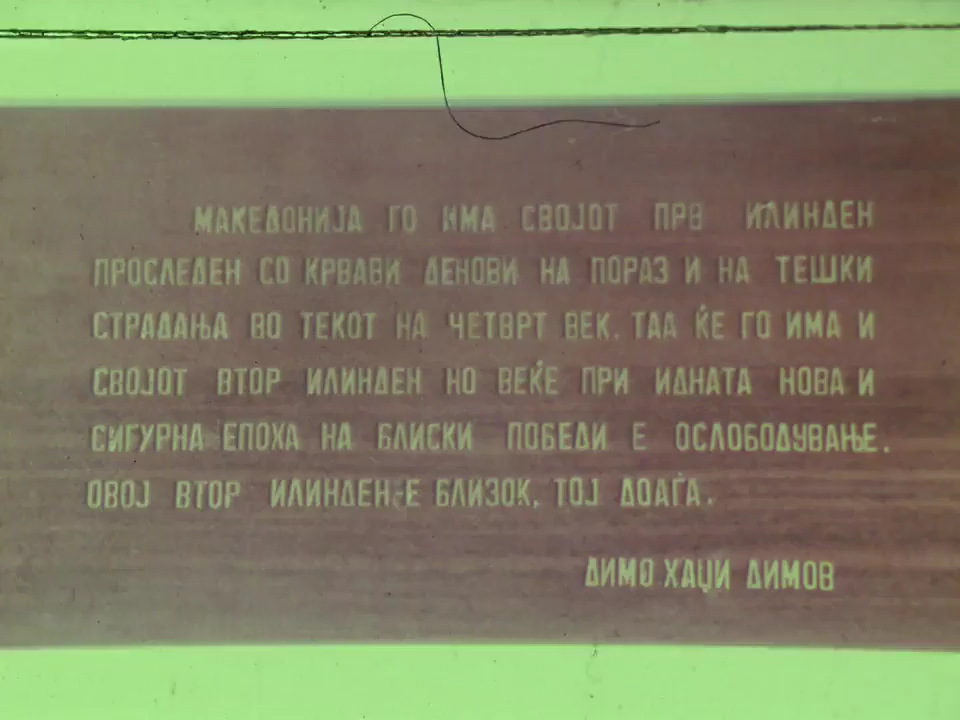 МАКЕДОНИЈА ГО ИМА СВОЈОТ ПРВ ИЛИНДЕН
ПРОСЛЕДЕН СО КРВАВИ ДЕНОВИ НА ПОРАЗ И НА ТЕШКИ
СТРАДАЊА ВО ТЕКОТ НА ЧЕТВРТ ВЕК. ТАА ЌЕ ГО ИМА И
СВОЈОТ ВТОР ИЛИНДЕН НО ВЕЌЕ ПРИ ИДНАТА НОВА И
СИГУРНА ЕПОХА НА БЛИСКИ ПОБЕДИ Е ОСЛОБОДУВАЊЕ.
ОВОЈ ВТОР ИЛИНДЕН-Е БЛИЗОК, ТОЈ ДОАЃА.
ДИМО ХАЏИ ДИМОВ